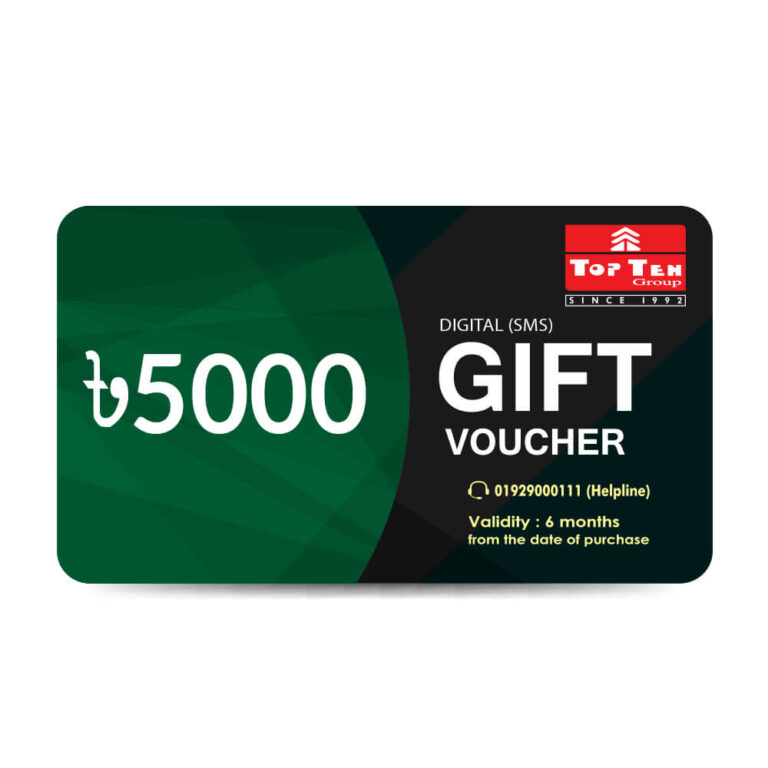 ৳5000
TOP TEN
Group
SINCE 1992
DIGITAL (SMS)
GIFT
VOUCHER
01929000111 (Helpline)
Validity : 6 months
from the date of purchase